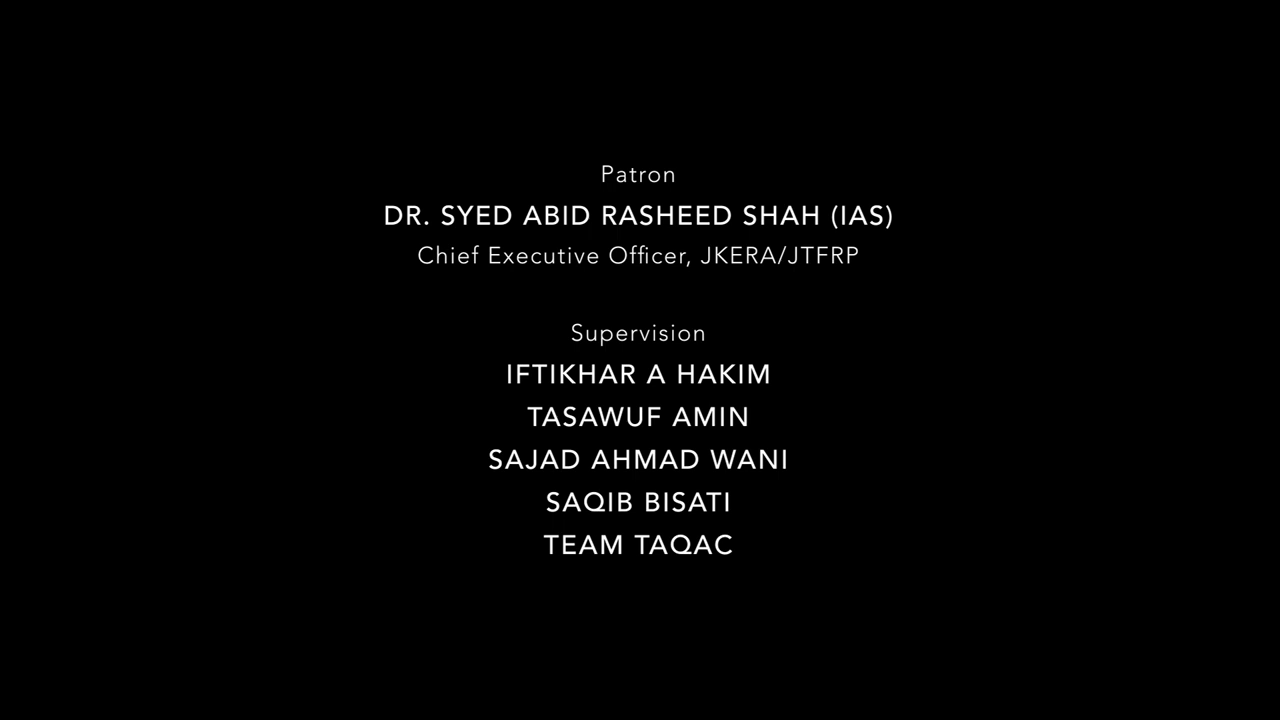 Patron
DR. SYED ABID RASHEED SHAH (IAS)
Chief Executive Officer, JKERA/JTFRP
Supervision
IFTIKHAR A HAKIM
TASAWUF AMIN
SAJAD AHMAD WANI
SAQIB BISATI
TEAM TAQAC